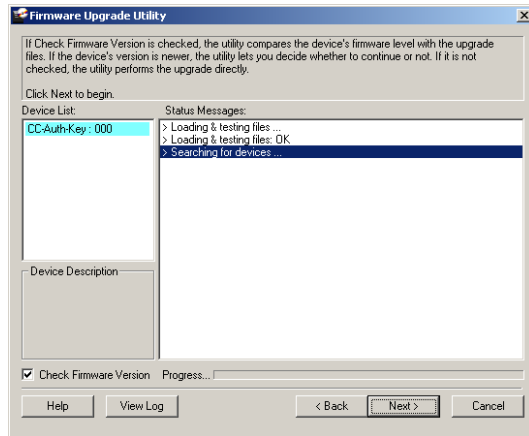 Firmware Upgrade Utility
If Check Firmware Version is checked, the utility compares the device's firmware level with the upgrade
files. If the device's version is newer, the utility lets you decide whether to continue or not. If it is not
checked, the utility performs the upgrade directly.
Click Next to begin.
Device List:
Status Messages:
CC-Auth-Key : 000
> Loading & testing files ...
> Loading & testing files: OK
> Searching for devices ...
Device Description
Check Firmware Version
Progress...
Help
View Log
< Back
Next >
Cancel